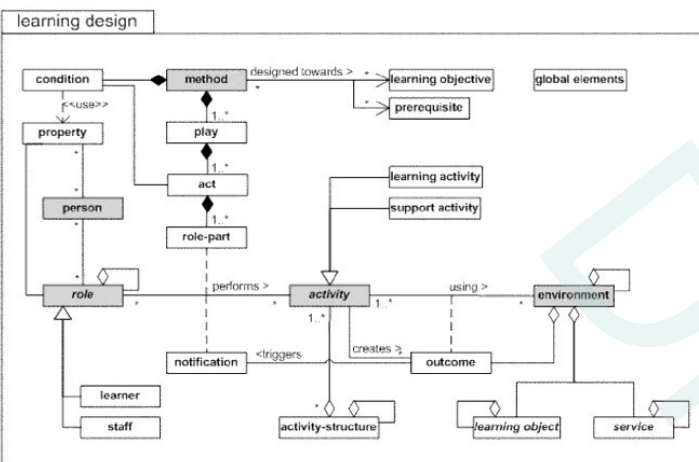 learning design
condition
method
designed towards >
*
*
learning objective
global elements
<<use>>
*
prerequisite
1..*
property
play
*
1..*
learning activity
act
*
person
support activity
*
1..*
role-part
*
role
performs >
activity
using >
environment
*
*
1..*
*
1..*
notification
<triggers
creates >
*
outcome
learner
*
staff
activity-structure
learning object
service